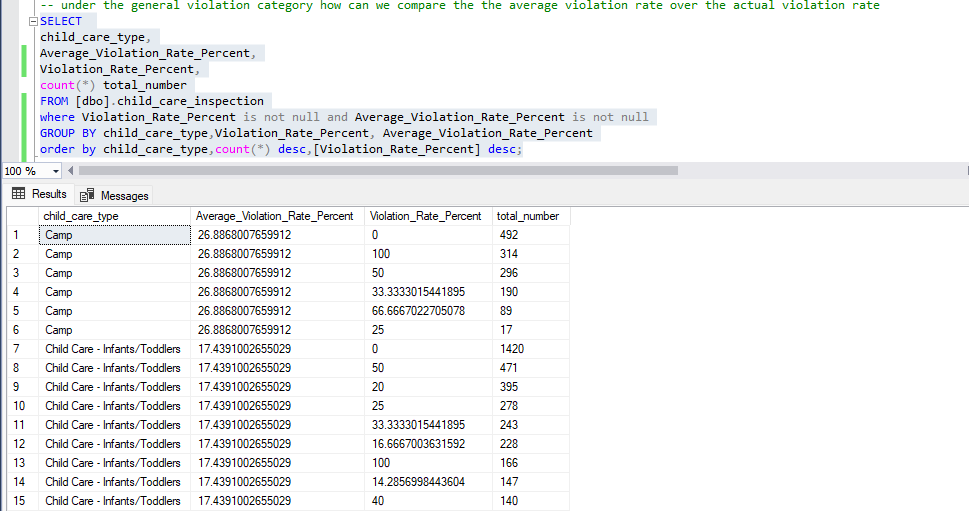 -- under the general violation category how can we compare the the average violation rate over the actual violation rate
SELECT
child_care_type,
Average_Violation_Rate_Percent,
Violation_Rate_Percent,
count(*) total_number
FROM [dbo].child_care_inspection
where Violation_Rate_Percent is not null and Average_Violation_Rate_Percent is not null
GROUP BY child_care_type,Violation_Rate_Percent, Average_Violation_Rate_Percent
order by child_care_type,count(*) desc,[Violation_Rate_Percent] desc;
100 %
Results Messages
child_care_type Average_Violation_Rate_Percent Violation_Rate_Percent total_number
1 Camp 26.8868007659912 0 492
2 Camp 26.8868007659912 100 314
3 Camp 26.8868007659912 50 296
4 Camp 26.8868007659912 33.3333015441895 190
5 Camp 26.8868007659912 66.6667022705078 89
6 Camp 26.8868007659912 25 17
7 Child Care - Infants/Toddlers 17.4391002655029 0 1420
8 Child Care - Infants/Toddlers 17.4391002655029 50 471
9 Child Care - Infants/Toddlers 17.4391002655029 20 395
10 Child Care - Infants/Toddlers 17.4391002655029 25 278
11 Child Care - Infants/Toddlers 17.4391002655029 33.3333015441895 243
12 Child Care - Infants/Toddlers 17.4391002655029 16.6667003631592 228
13 Child Care - Infants/Toddlers 17.4391002655029 100 166
14 Child Care - Infants/Toddlers 17.4391002655029 14.2856998443604 147
15 Child Care - Infants/Toddlers 17.4391002655029 40 140